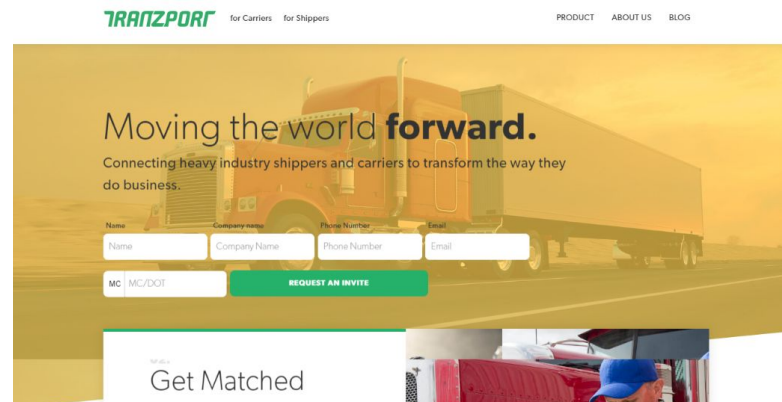 TRANZPORT for Carriers for Shippers PRODUCT ABOUT US BLOG
Moving the world forward.
Connecting heavy industry shippers and carriers to transform the way they
do business.
Name Company name Phone Number Email
Name Company Name Phone Number Email
MC MC/DOT REQUEST AN INVITE
Get Matched